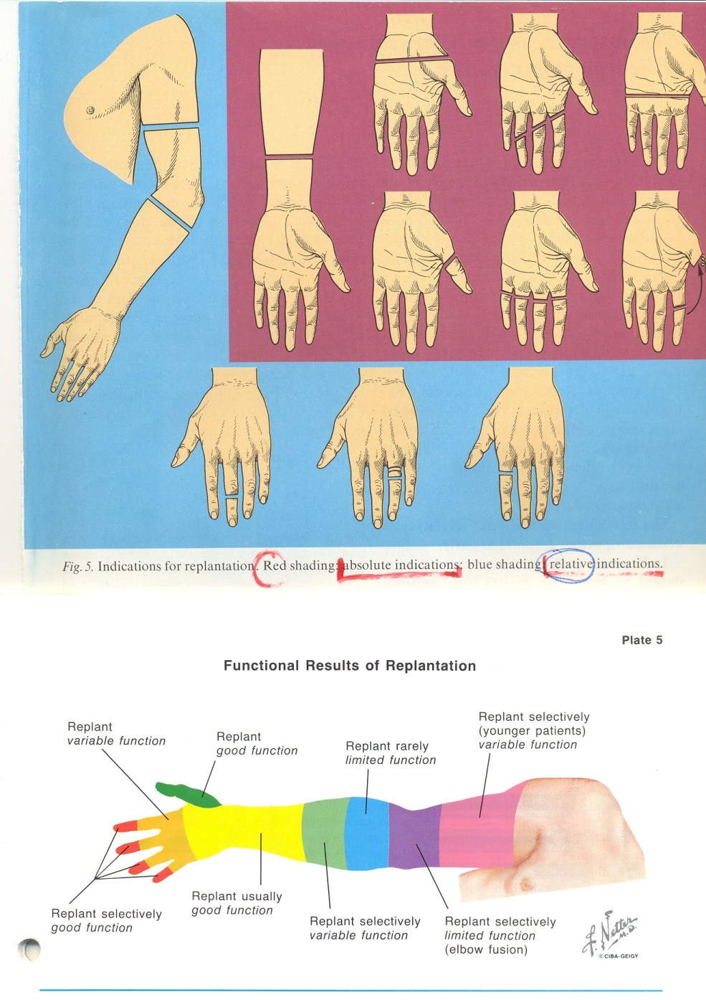 Fig. 5. Indications for replantation. Red shading: absolute indications; blue shading: relative indications.
Plate 5
Functional Results of Replantation
Replant selectively
(younger patients)
variable function
Replant
variable function
Replant
good function
Replant rarely
limited function
Replant usually
good function
Replant selectively
good function
Replant selectively
variable function
Replant selectively
limited function
(elbow fusion)
F. Netter
M.D.
©CIBA-GEIGY